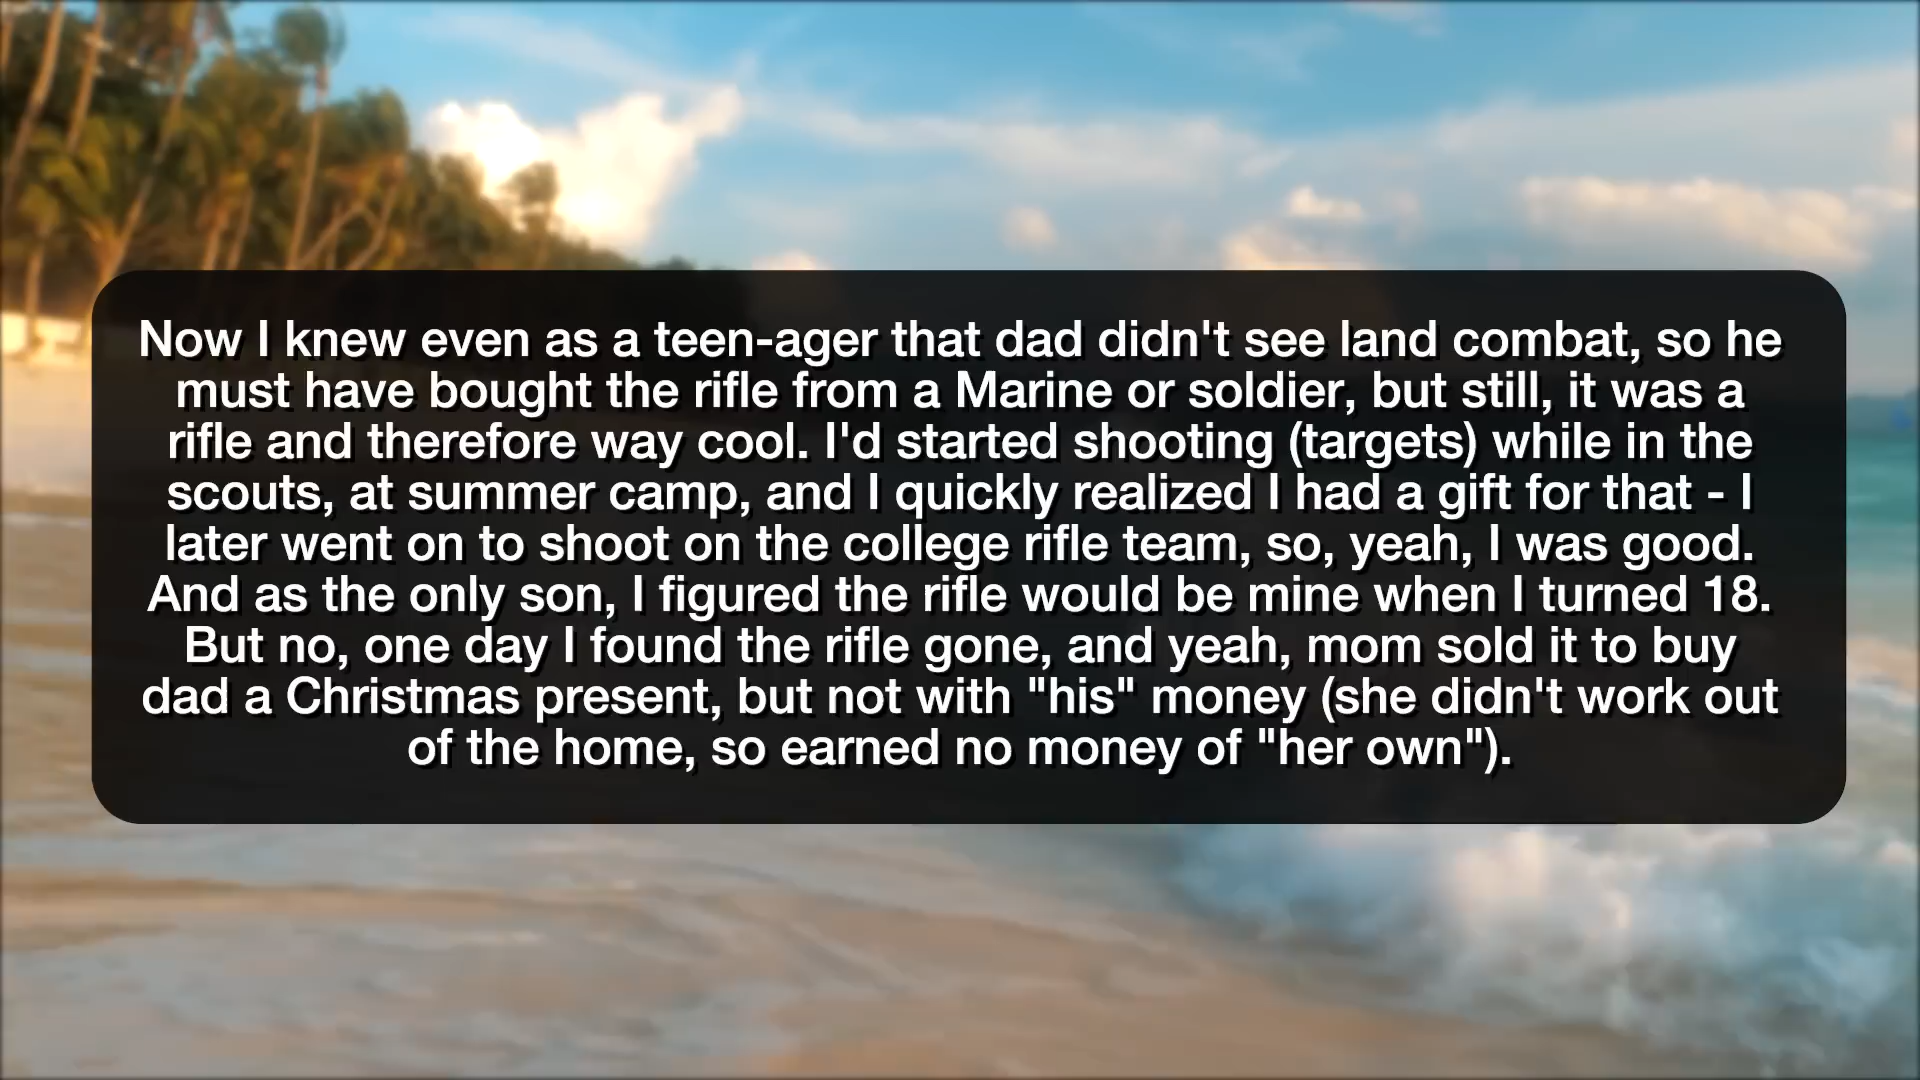 Now I knew even as a teen-ager that dad didn't see land combat, so he
must have bought the rifle from a Marine or soldier, but still, it was a
rifle and therefore way cool. I'd started shooting (targets) while in the
scouts, at summer camp, and I quickly realized I had a gift for that - I
later went on to shoot on the college rifle team, so, yeah, I was good.
And as the only son, I figured the rifle would be mine when I turned 18.
But no, one day I found the rifle gone, and yeah, mom sold it to buy
dad a Christmas present, but not with "his" money (she didn't work out
of the home, so earned no money of "her own").